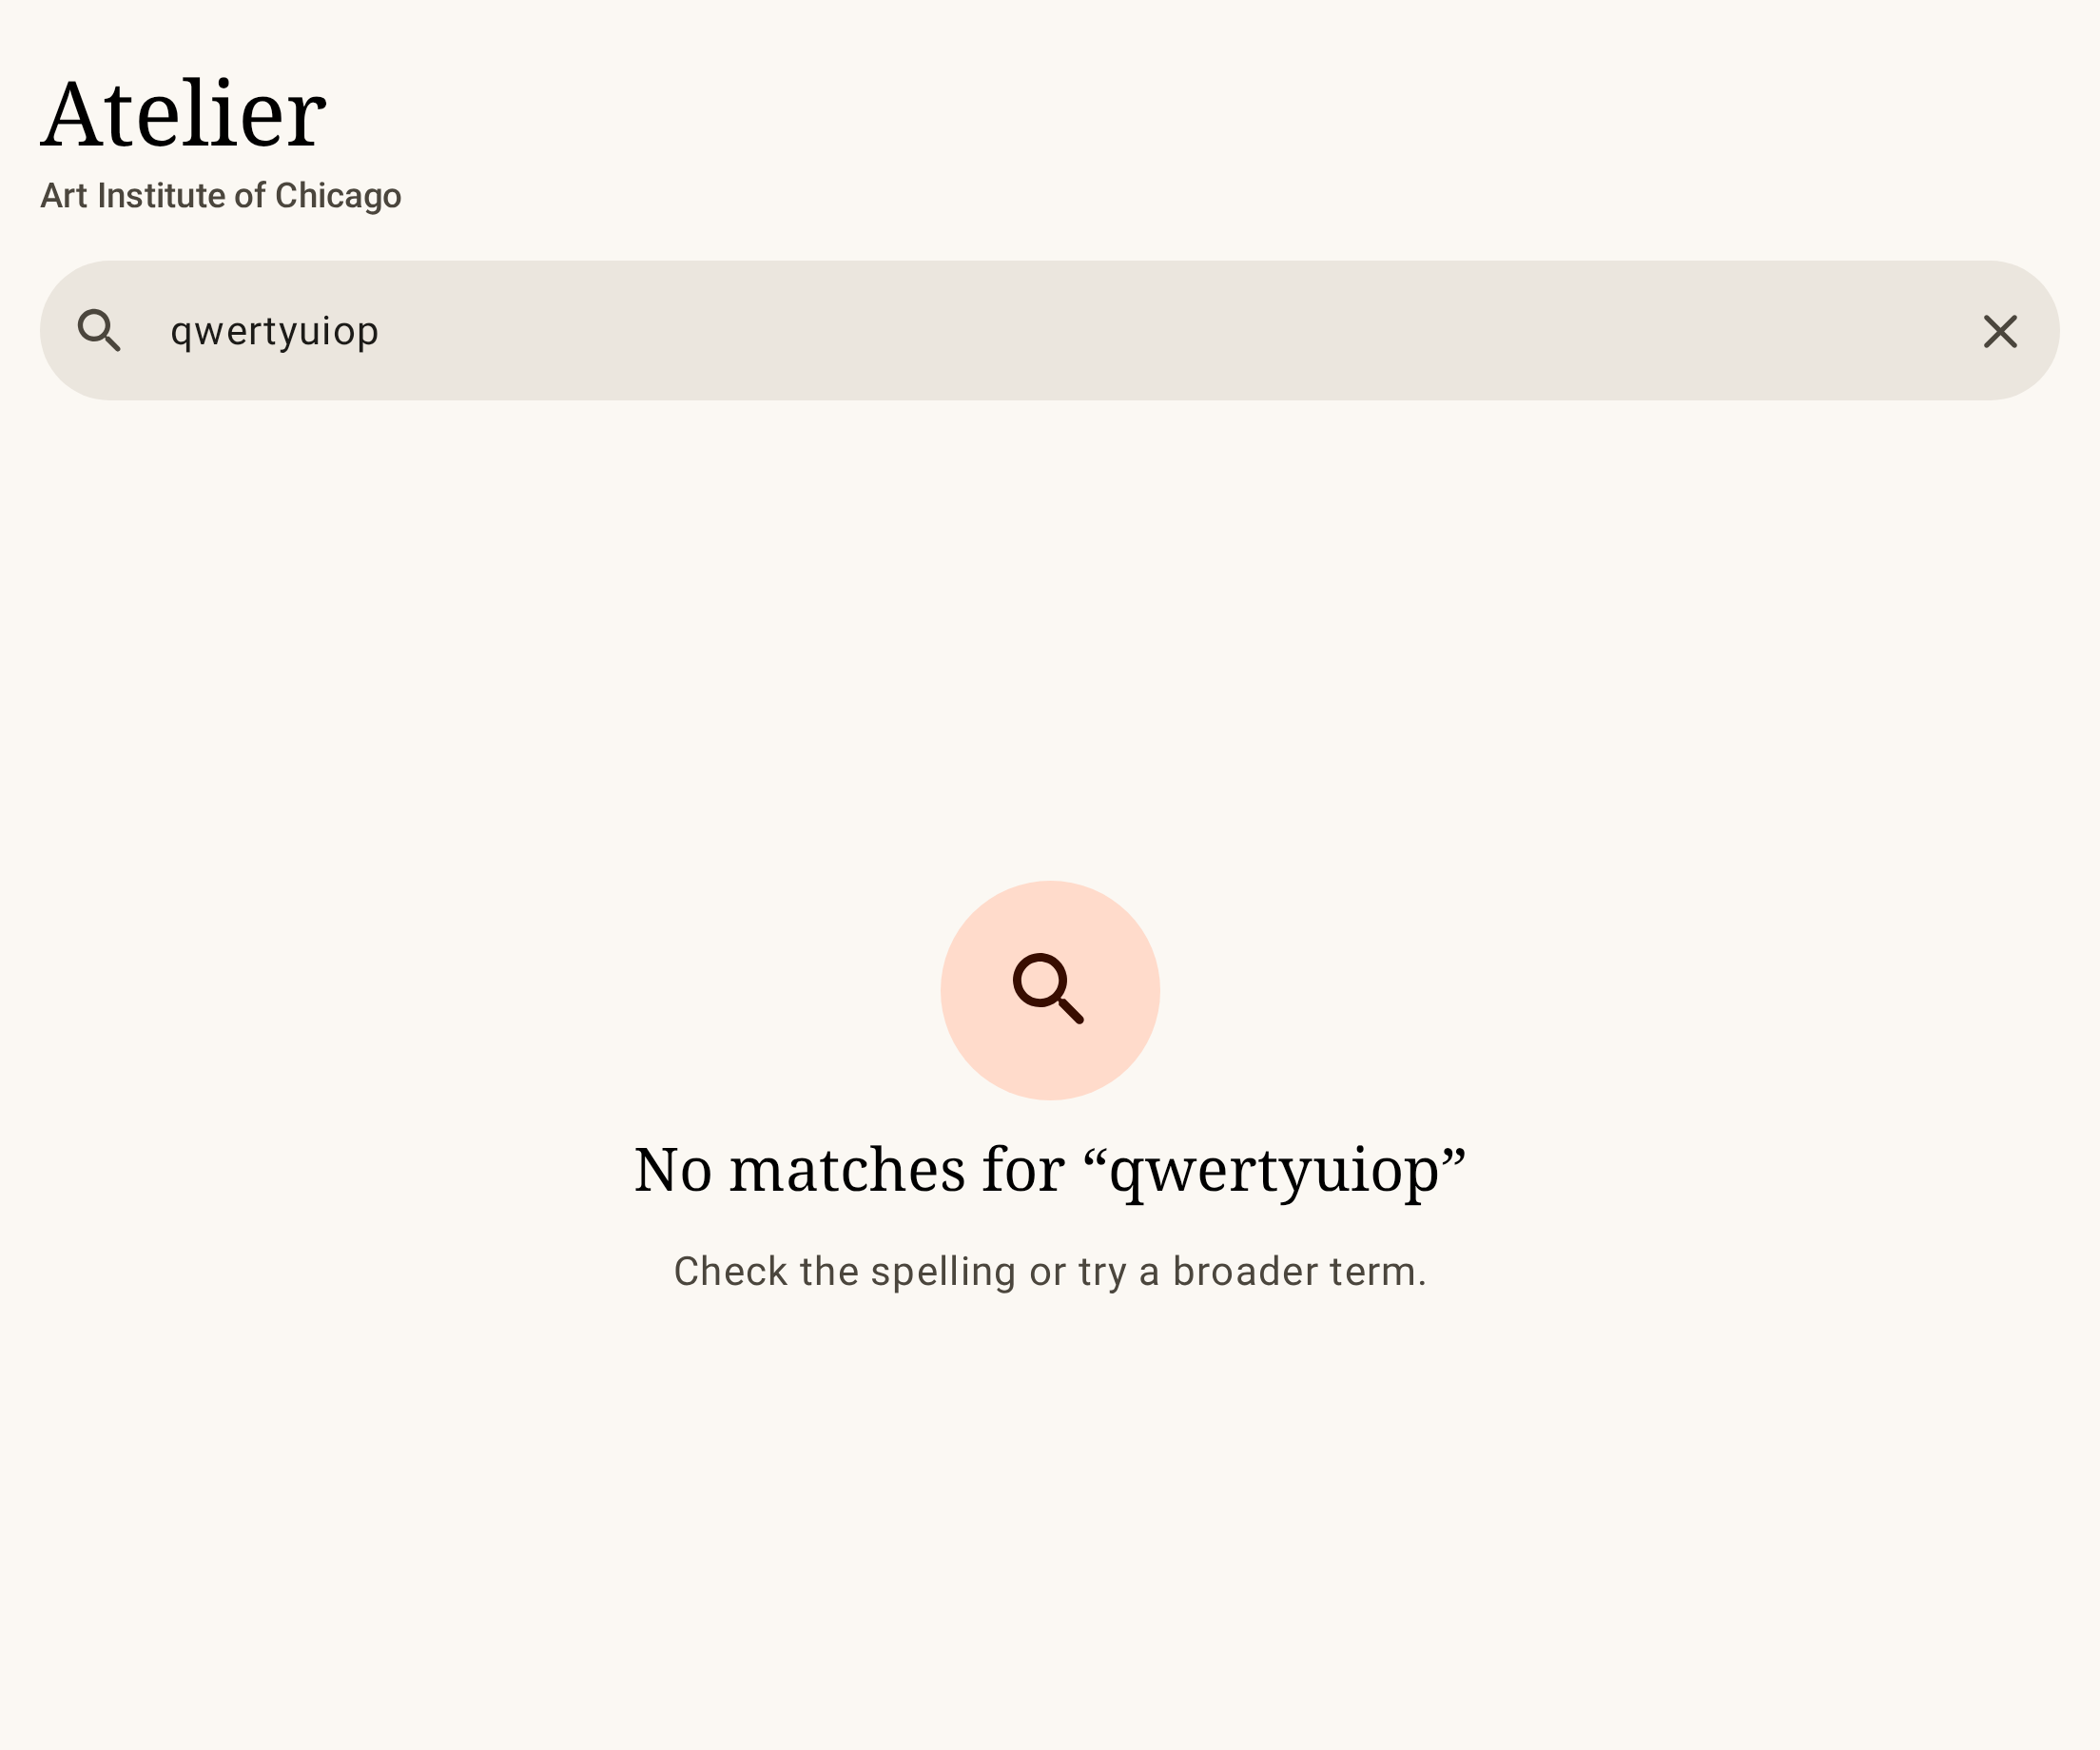 Atelier
Art Institute of Chicago
qwertyuiop
No matches for “qwertyuiop”
Check the spelling or try a broader term.